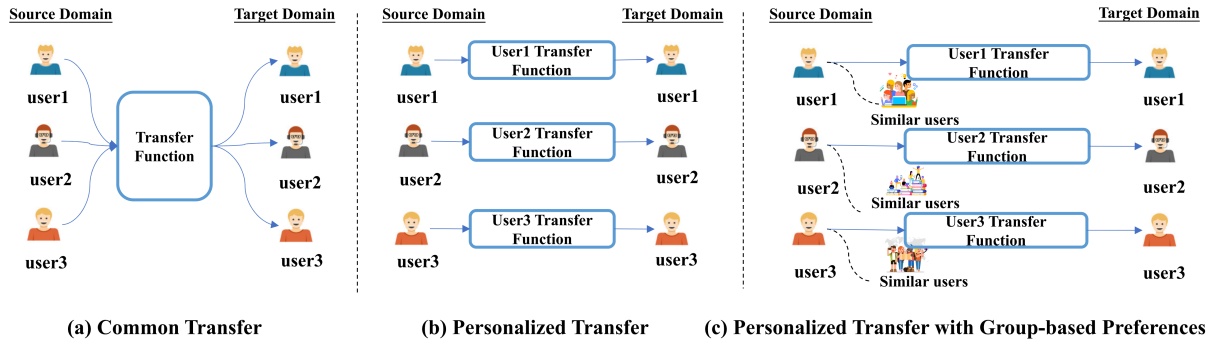 Source Domain
Target Domain
user1
user2
user3
Transfer
Function
user1
user2
user3
(a) Common Transfer
Source Domain
Target Domain
user1
User1 Transfer
Function
user1
user2
User2 Transfer
Function
user2
user3
User3 Transfer
Function
user3
(b) Personalized Transfer
Source Domain
Target Domain
user1
User1 Transfer
Function
user1
Similar users
user2
User2 Transfer
Function
user2
Similar users
user3
User3 Transfer
Function
user3
Similar users
(c) Personalized Transfer with Group-based Preferences